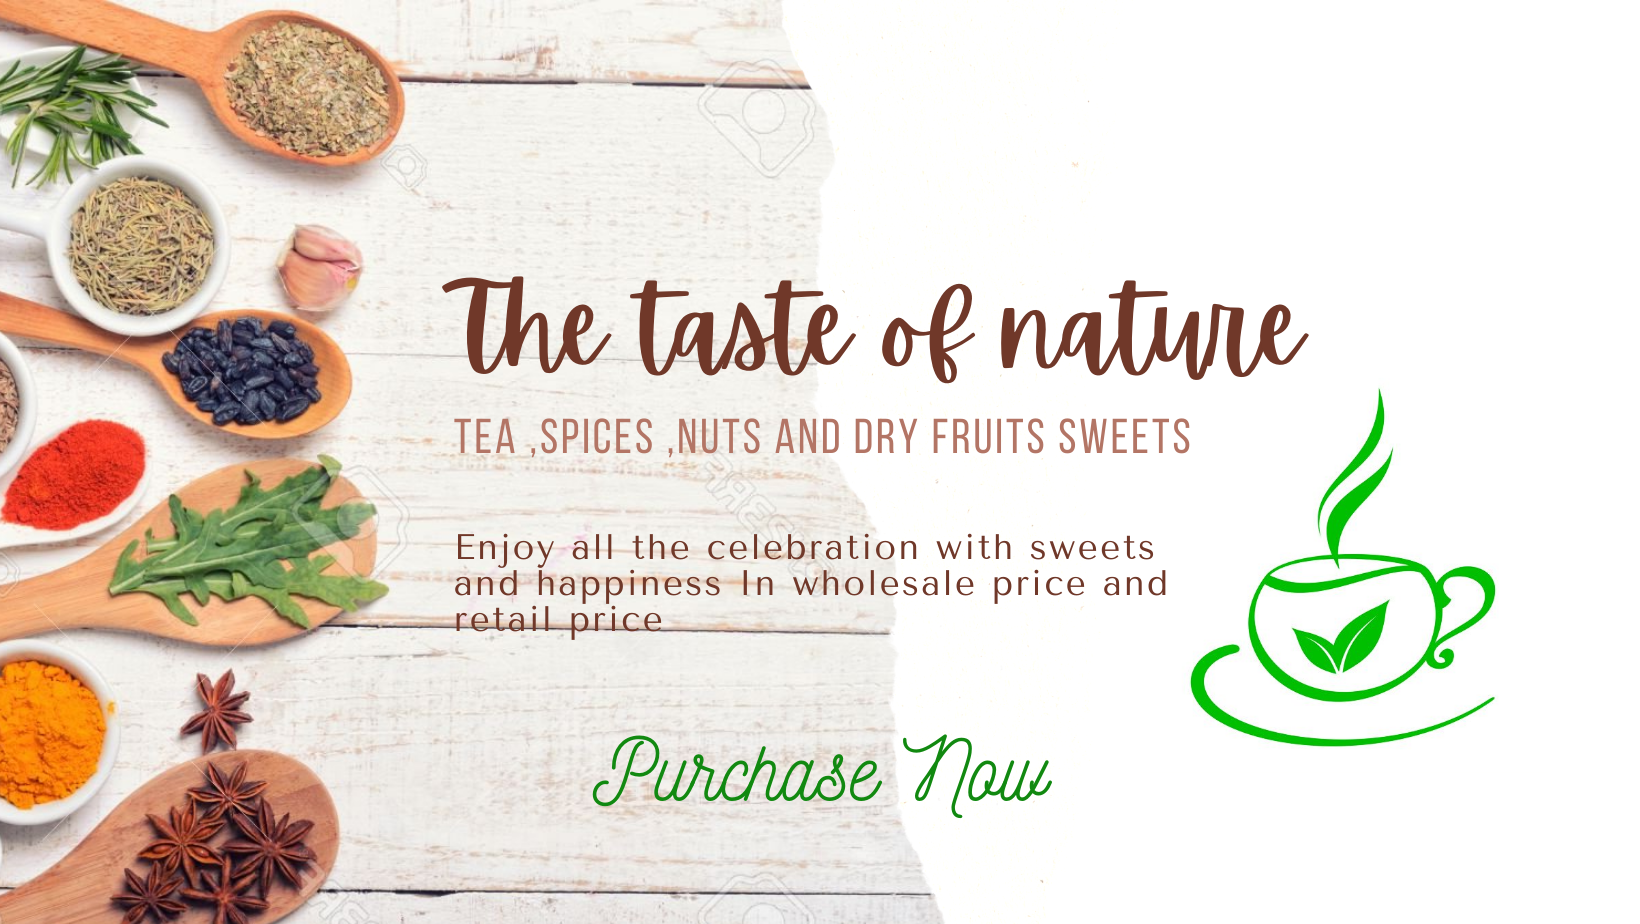 The taste of nature
TEA ,SPICES ,NUTS AND DRY FRUITS SWEETS
Enjoy all the celebration with sweets
and happiness In wholesale price and
retail price
Purchase Now